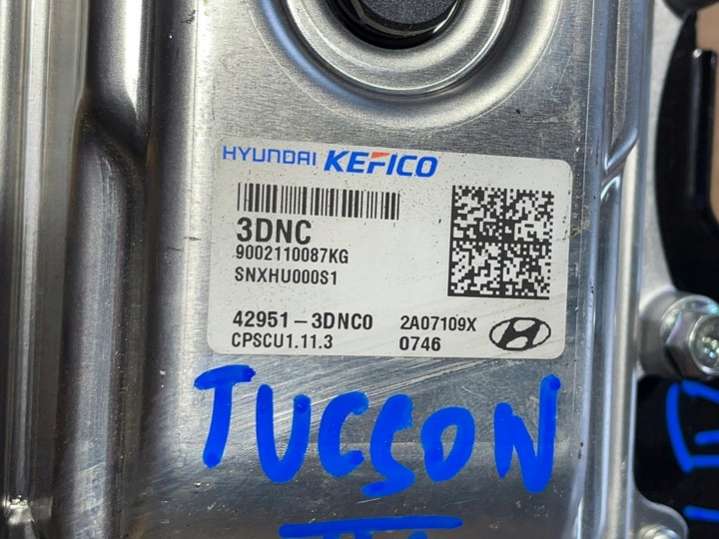 HYUNDAI KEFICO
3DNC
9002110087KG
SNXHU000S1
42951-3DNC0 2A07109X
CPSCU1.11.3 0746
TUCSON